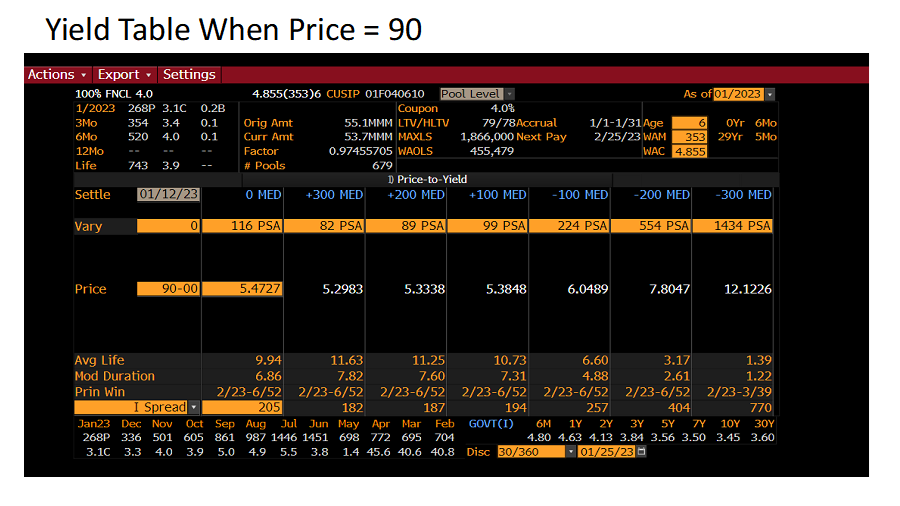 Yield Table When Price = 90
Actions Export Settings
100% FNCL 4.0 4.855(353)6 CUSIP 01F040610 Pool Level As of 01/2023
1/2023 268P 3.1C 0.2B Coupon 4.0%
3Mo 354 3.4 0.1 Orig Amt 55.1MMM LTV/HLTV 79/78 Accrual 1/1-1/31 Age 6 0Yr 6Mo
6Mo 520 4.0 0.1 Curr Amt 53.7MMM MAXLS 1,866,000 Next Pay 2/25/23 WAM 353 29Yr 5Mo
12Mo -- -- -- Factor 0.97455705 WAOLS 455,479 WAC 4.855
Life 743 3.9 -- # Pools 679
1) Price-to-Yield
Settle 01/12/23 0 MED +300 MED +200 MED +100 MED -100 MED -200 MED -300 MED
Vary 0 116 PSA 82 PSA 89 PSA 99 PSA 224 PSA 554 PSA 1434 PSA
Price 90-00 5.4727 5.2983 5.3338 5.3848 6.0489 7.8047 12.1226
Avg Life 9.94 11.63 11.25 10.73 6.60 3.17 1.39
Mod Duration 6.86 7.82 7.60 7.31 4.88 2.61 1.22
Prin Win 2/23-6/52 2/23-6/52 2/23-6/52 2/23-6/52 2/23-6/52 2/23-6/52 2/23-3/39
I Spread 205 182 187 194 257 404 770
Jan23 Dec Nov Oct Sep Aug Jul Jun May Apr Mar Feb GOVT(I) 6M 1Y 2Y 3Y 5Y 7Y 10Y 30Y
268P 336 501 605 861 987 1446 1451 698 772 695 704 4.80 4.63 4.13 3.84 3.56 3.50 3.45 3.60
3.1C 3.3 4.0 3.9 5.0 4.9 5.5 3.8 1.4 45.6 40.6 40.8 Disc 30/360 01/25/23